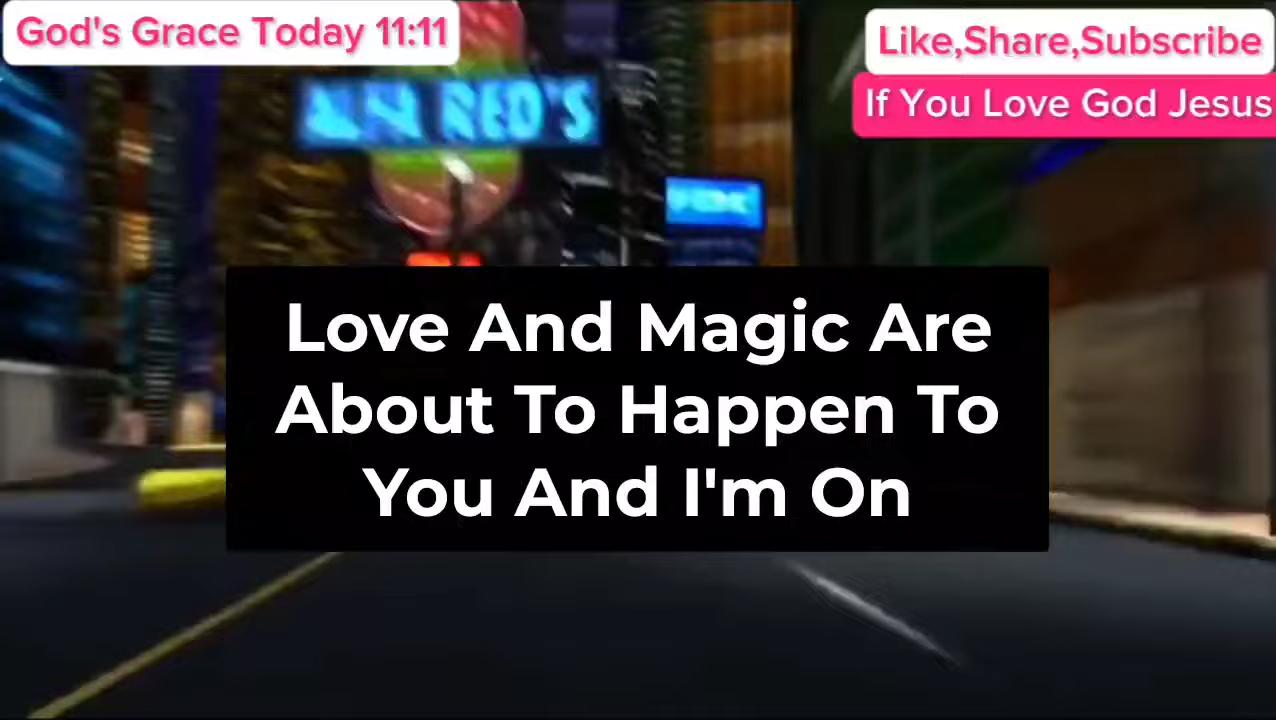 God's Grace Today 11:11
Like,Share,Subscribe
If You Love God Jesus
Love And Magic Are
About To Happen To
You And I'm On